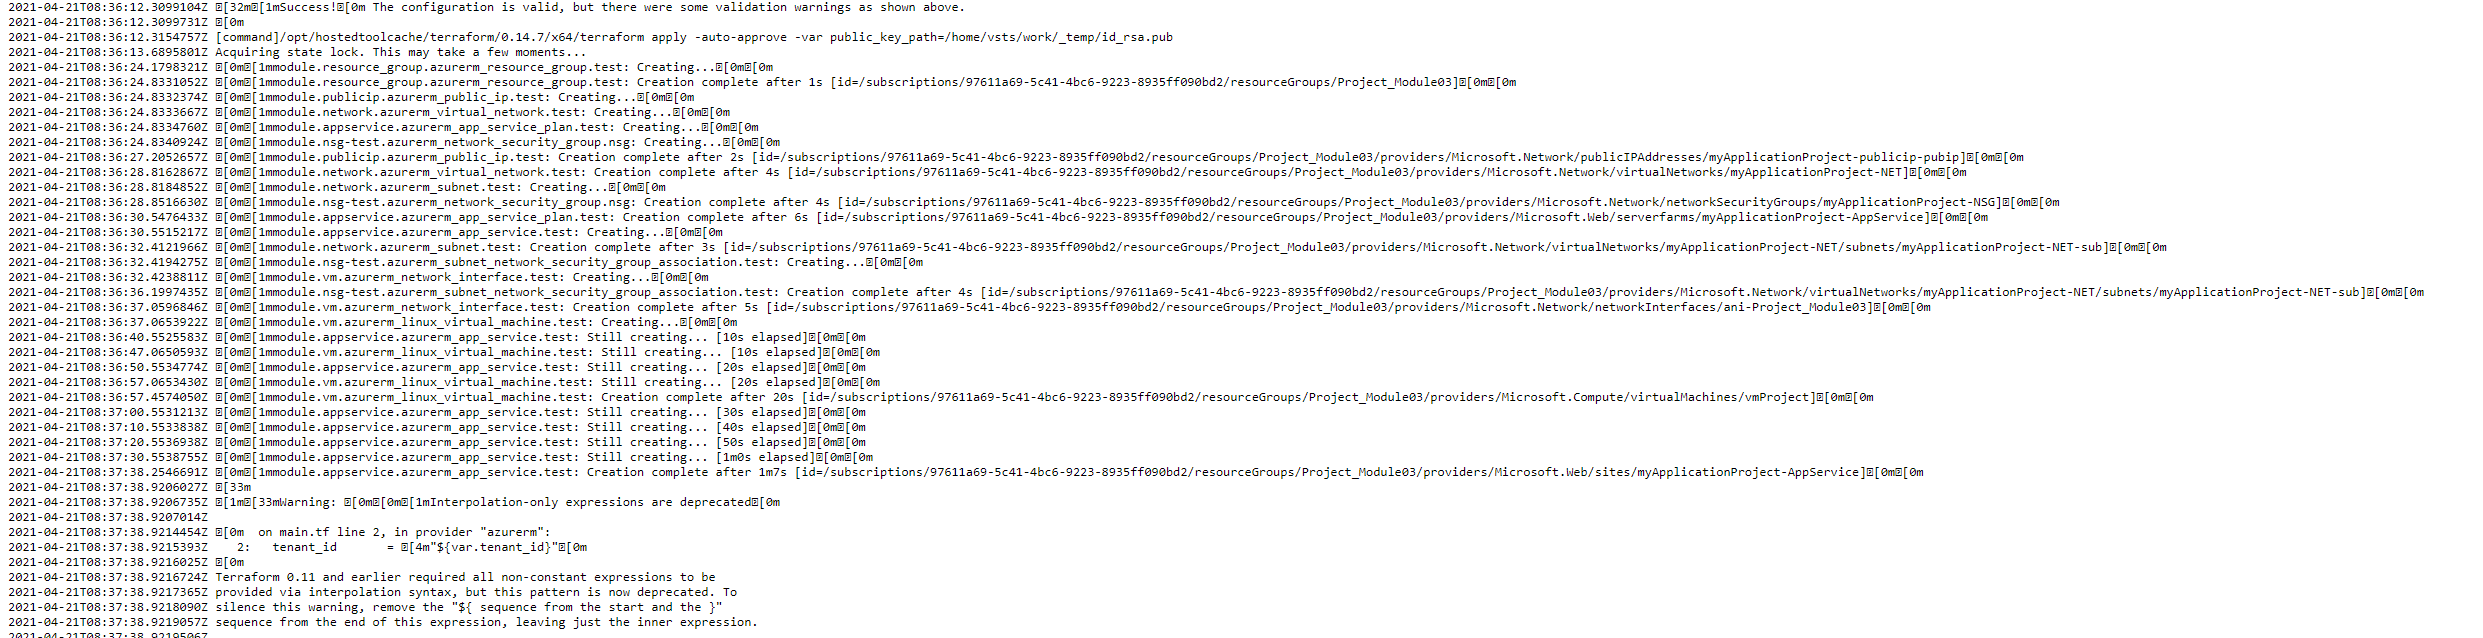 2021-04-21T08:36:12.3099104Z [32m[1mSuccess![0m The configuration is valid, but there were some validation warnings as shown above.
2021-04-21T08:36:12.3099731Z [0m
2021-04-21T08:36:12.3154757Z [command]/opt/hostedtoolcache/terraform/0.14.7/x64/terraform apply -auto-approve -var public_key_path=/home/vsts/work/_temp/id_rsa.pub
2021-04-21T08:36:13.6895801Z Acquiring state lock. This may take a few moments...
2021-04-21T08:36:24.1798321Z [0m[1mmodule.resource_group.azurerm_resource_group.test: Creating...[0m[0m
2021-04-21T08:36:24.8331052Z [0m[1mmodule.resource_group.azurerm_resource_group.test: Creation complete after 1s [id=/subscriptions/97611a69-5c41-4bc6-9223-8935ff090bd2/resourceGroups/Project_Module03][0m[0m
2021-04-21T08:36:24.8332374Z [0m[1mmodule.publicip.azurerm_public_ip.test: Creating...[0m[0m
2021-04-21T08:36:24.8333667Z [0m[1mmodule.network.azurerm_virtual_network.test: Creating...[0m[0m
2021-04-21T08:36:24.8334760Z [0m[1mmodule.appservice.azurerm_app_service_plan.test: Creating...[0m[0m
2021-04-21T08:36:24.8340924Z [0m[1mmodule.nsg-test.azurerm_network_security_group.nsg: Creating...[0m[0m
2021-04-21T08:36:27.2052657Z [0m[1mmodule.publicip.azurerm_public_ip.test: Creation complete after 2s [id=/subscriptions/97611a69-5c41-4bc6-9223-8935ff090bd2/resourceGroups/Project_Module03/providers/Microsoft.Network/publicIPAddresses/myApplicationProject-publicip-pubip][0m[0m
2021-04-21T08:36:28.8162867Z [0m[1mmodule.network.azurerm_virtual_network.test: Creation complete after 4s [id=/subscriptions/97611a69-5c41-4bc6-9223-8935ff090bd2/resourceGroups/Project_Module03/providers/Microsoft.Network/virtualNetworks/myApplicationProject-NET][0m[0m
2021-04-21T08:36:28.8184852Z [0m[1mmodule.network.azurerm_subnet.test: Creating...[0m[0m
2021-04-21T08:36:28.8516630Z [0m[1mmodule.nsg-test.azurerm_network_security_group.nsg: Creation complete after 4s [id=/subscriptions/97611a69-5c41-4bc6-9223-8935ff090bd2/resourceGroups/Project_Module03/providers/Microsoft.Network/networkSecurityGroups/myApplicationProject-NSG][0m[0m
2021-04-21T08:36:30.5476433Z [0m[1mmodule.appservice.azurerm_app_service_plan.test: Creation complete after 6s [id=/subscriptions/97611a69-5c41-4bc6-9223-8935ff090bd2/resourceGroups/Project_Module03/providers/Microsoft.Web/serverfarms/myApplicationProject-AppService][0m[0m
2021-04-21T08:36:30.5515217Z [0m[1mmodule.appservice.azurerm_app_service.test: Creating...[0m[0m
2021-04-21T08:36:32.4121966Z [0m[1mmodule.network.azurerm_subnet.test: Creation complete after 3s [id=/subscriptions/97611a69-5c41-4bc6-9223-8935ff090bd2/resourceGroups/Project_Module03/providers/Microsoft.Network/virtualNetworks/myApplicationProject-NET/subnets/myApplicationProject-NET-sub][0m[0m
2021-04-21T08:36:32.4194275Z [0m[1mmodule.nsg-test.azurerm_subnet_network_security_group_association.test: Creating...[0m[0m
2021-04-21T08:36:32.4238811Z [0m[1mmodule.vm.azurerm_network_interface.test: Creating...[0m[0m
2021-04-21T08:36:36.1997435Z [0m[1mmodule.nsg-test.azurerm_subnet_network_security_group_association.test: Creation complete after 4s [id=/subscriptions/97611a69-5c41-4bc6-9223-8935ff090bd2/resourceGroups/Project_Module03/providers/Microsoft.Network/virtualNetworks/myApplicationProject-NET/subnets/myApplicationProject-NET-sub][0m[0m
2021-04-21T08:36:37.0596846Z [0m[1mmodule.vm.azurerm_network_interface.test: Creation complete after 5s [id=/subscriptions/97611a69-5c41-4bc6-9223-8935ff090bd2/resourceGroups/Project_Module03/providers/Microsoft.Network/networkInterfaces/ani-Project_Module03][0m[0m
2021-04-21T08:36:37.0653922Z [0m[1mmodule.vm.azurerm_linux_virtual_machine.test: Creating...[0m[0m
2021-04-21T08:36:40.5525583Z [0m[1mmodule.appservice.azurerm_app_service.test: Still creating... [10s elapsed][0m[0m
2021-04-21T08:36:47.0650593Z [0m[1mmodule.vm.azurerm_linux_virtual_machine.test: Still creating... [10s elapsed][0m[0m
2021-04-21T08:36:50.5534774Z [0m[1mmodule.appservice.azurerm_app_service.test: Still creating... [20s elapsed][0m[0m
2021-04-21T08:36:57.0653430Z [0m[1mmodule.vm.azurerm_linux_virtual_machine.test: Still creating... [20s elapsed][0m[0m
2021-04-21T08:36:57.4574050Z [0m[1mmodule.vm.azurerm_linux_virtual_machine.test: Creation complete after 20s [id=/subscriptions/97611a69-5c41-4bc6-9223-8935ff090bd2/resourceGroups/Project_Module03/providers/Microsoft.Compute/virtualMachines/vmProject][0m[0m
2021-04-21T08:37:00.5531213Z [0m[1mmodule.appservice.azurerm_app_service.test: Still creating... [30s elapsed][0m[0m
2021-04-21T08:37:10.5533838Z [0m[1mmodule.appservice.azurerm_app_service.test: Still creating... [40s elapsed][0m[0m
2021-04-21T08:37:20.5536938Z [0m[1mmodule.appservice.azurerm_app_service.test: Still creating... [50s elapsed][0m[0m
2021-04-21T08:37:30.5538755Z [0m[1mmodule.appservice.azurerm_app_service.test: Still creating... [1m0s elapsed][0m[0m
2021-04-21T08:37:38.2546691Z [0m[1mmodule.appservice.azurerm_app_service.test: Creation complete after 1m7s [id=/subscriptions/97611a69-5c41-4bc6-9223-8935ff090bd2/resourceGroups/Project_Module03/providers/Microsoft.Web/sites/myApplicationProject-AppService][0m[0m
2021-04-21T08:37:38.9206027Z [33m
2021-04-21T08:37:38.9206735Z [1m[33mWarning: [0m[0m[1mInterpolation-only expressions are deprecated[0m
2021-04-21T08:37:38.9207014Z
2021-04-21T08:37:38.9214454Z [0m  on main.tf line 2, in provider "azurerm":
2021-04-21T08:37:38.9215393Z    2:   tenant_id       = [4m"${var.tenant_id}"[0m
2021-04-21T08:37:38.9216025Z [0m
2021-04-21T08:37:38.9216724Z Terraform 0.11 and earlier required all non-constant expressions to be
2021-04-21T08:37:38.9217365Z provided via interpolation syntax, but this pattern is now deprecated. To
2021-04-21T08:37:38.9218090Z silence this warning, remove the "${ sequence from the start and the }"
2021-04-21T08:37:38.9219057Z sequence from the end of this expression, leaving just the inner expression.
2021-04-21T08:37:38.9219506Z